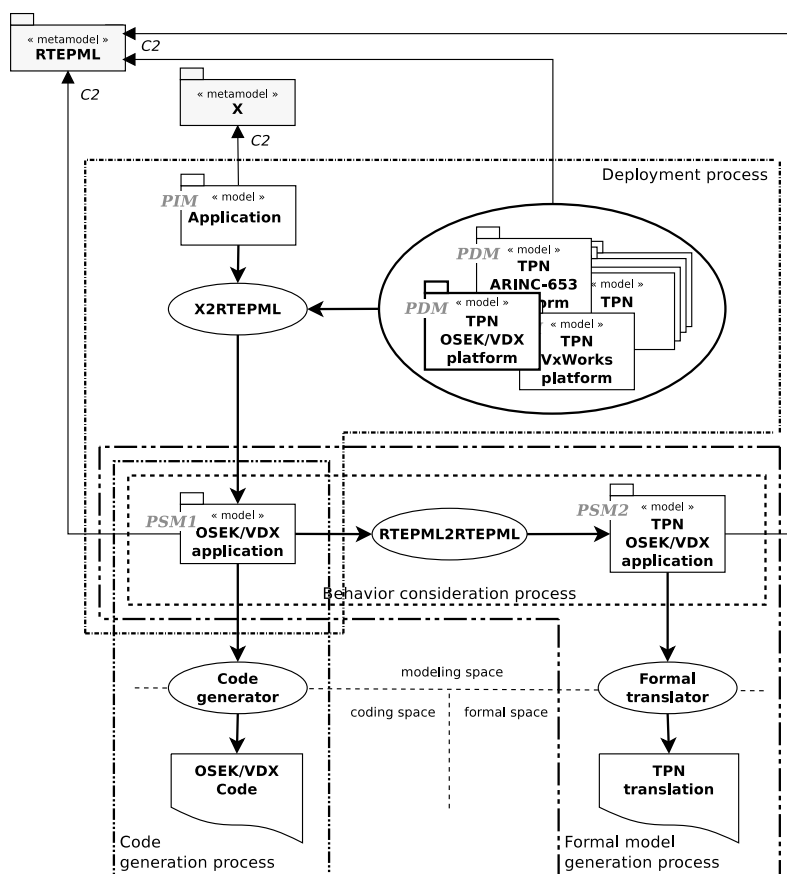 « metamodel »
RTEPML
C2
C2
C2
« metamodel »
X
C2
Deployment process
PIM
« model »
Application
X2RTEPML
PDM
« model »
TPN
ARINC-653
« model »
TPN
PDM
« model »
TPN
OSEK/VDX
platform
« model »
TPN
VxWorks
platform
PSM1
« model »
OSEK/VDX
application
RTEPML2RTEPML
PSM2
« model »
TPN
OSEK/VDX
application
Behavior consideration process
Code
generator
modeling space
Formal
translator
coding space
formal space
OSEK/VDX
Code
TPN
translation
Code
generation process
Formal model
generation process